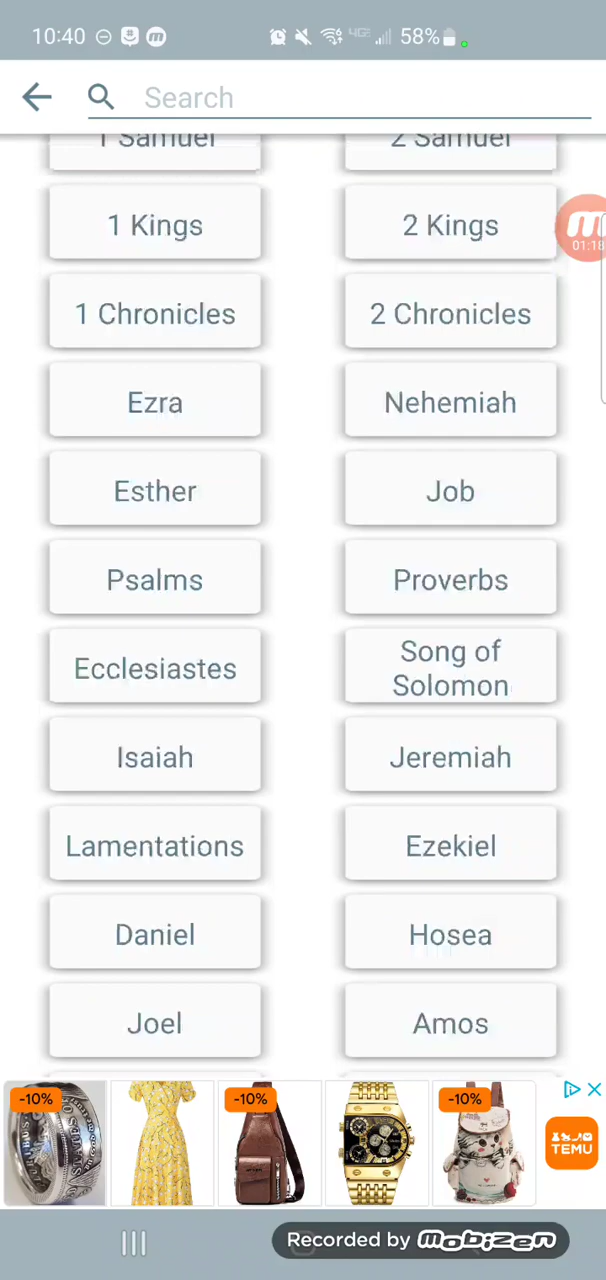 10:40
58%
Search
1 Samuel
2 Samuel
1 Kings
2 Kings
01:18
1 Chronicles
2 Chronicles
Ezra
Nehemiah
Esther
Job
Psalms
Proverbs
Ecclesiastes
Song of
Solomon
Isaiah
Jeremiah
Lamentations
Ezekiel
Daniel
Hosea
Joel
Amos
-10%
-10%
-10%
TEMU
Recorded by mobizen